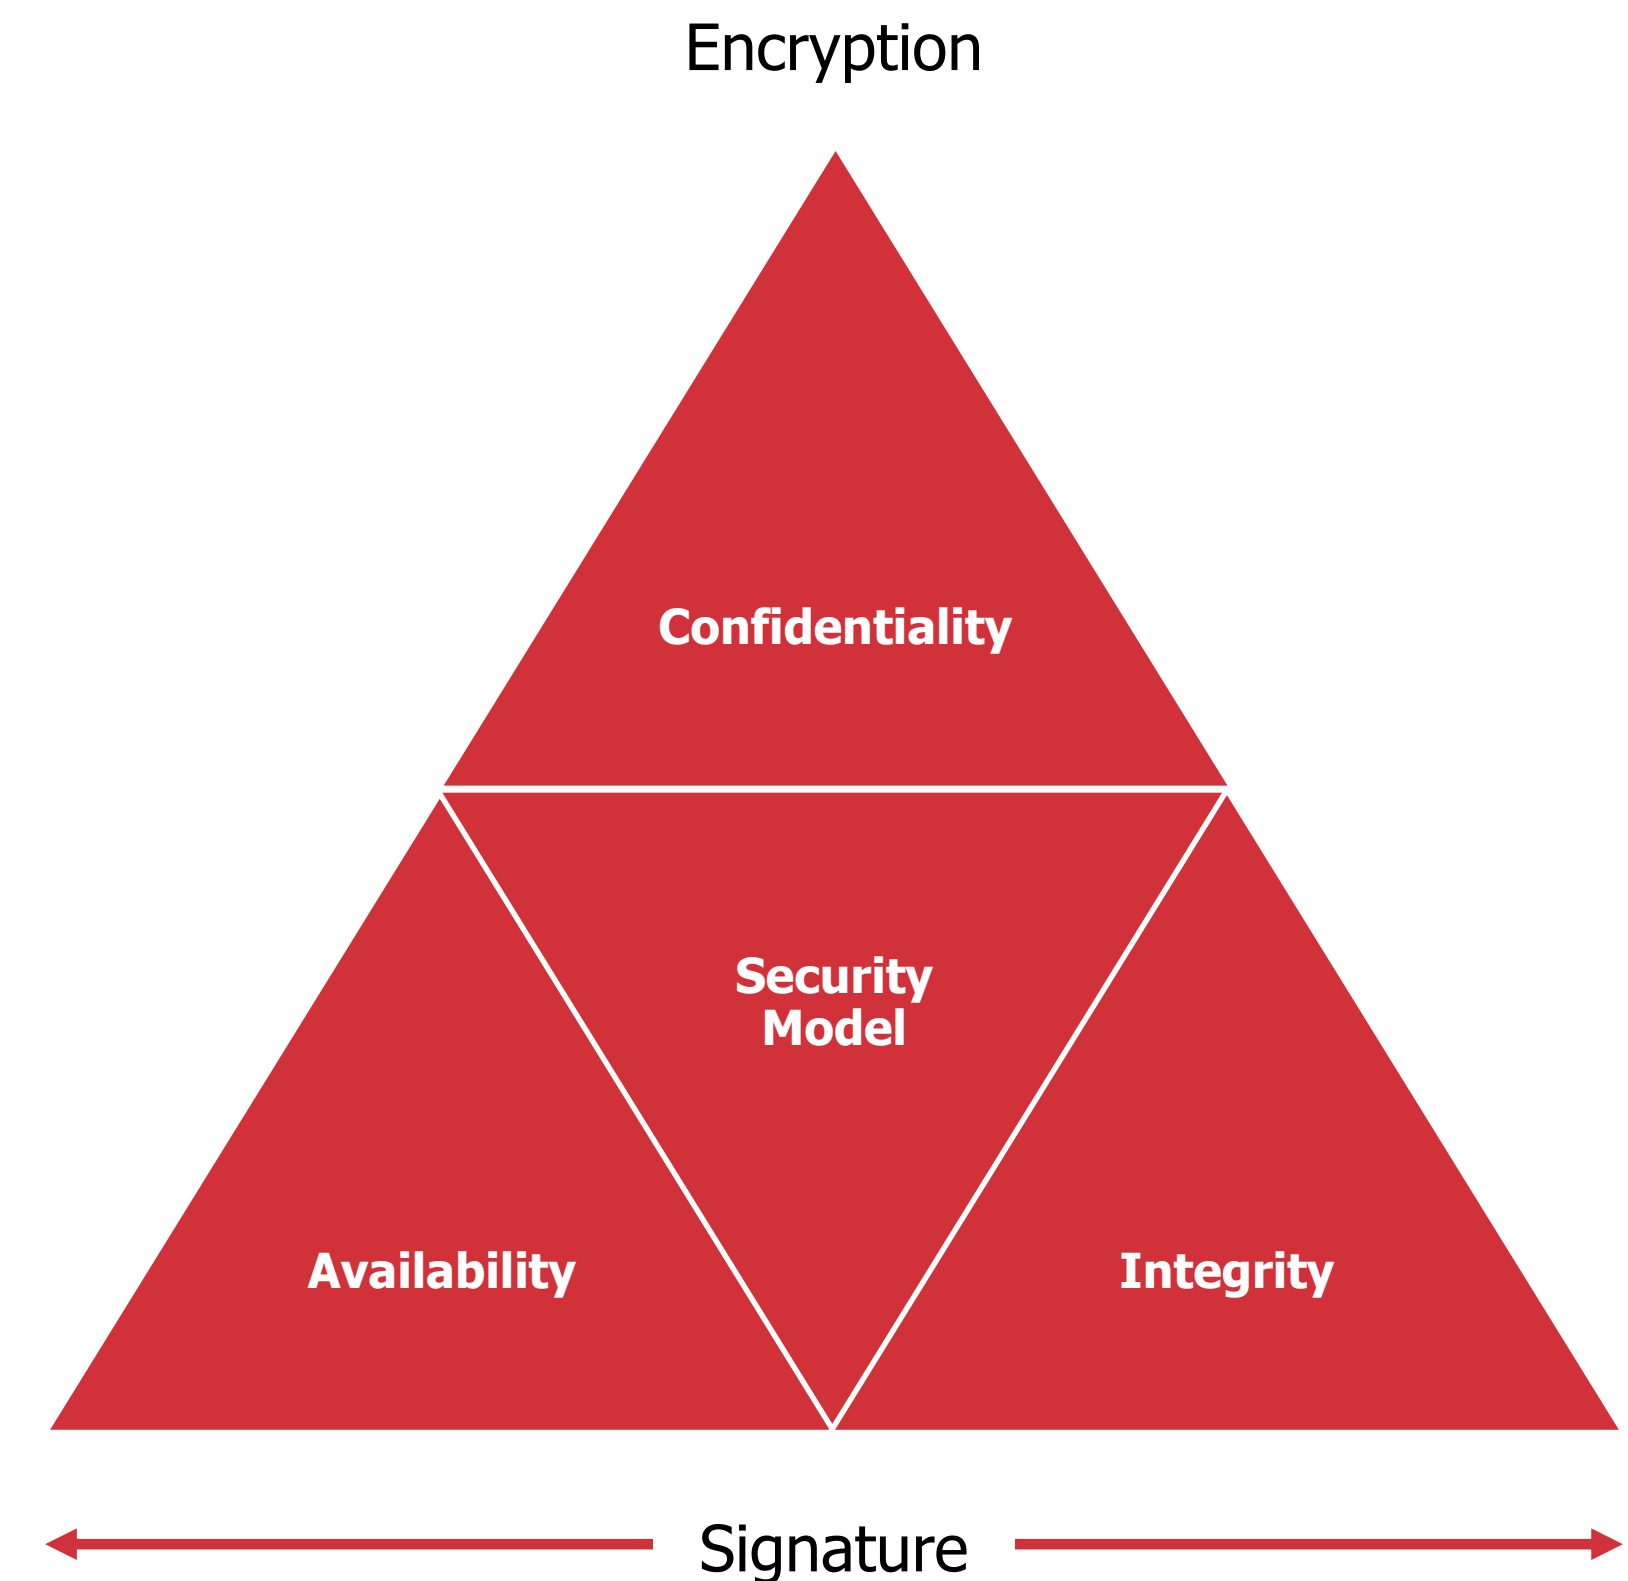 Encryption
Confidentiality
Security
Model
Availability
Integrity
Signature